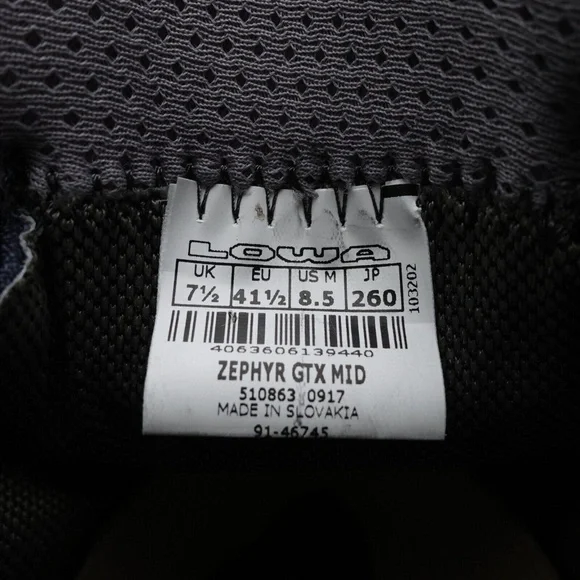 LOWA
UK EU US M JP
7½ 41½ 8.5 260
103202
4063606139440
ZEPHYR GTX MID
510863 0917
MADE IN SLOVAKIA
91-46745